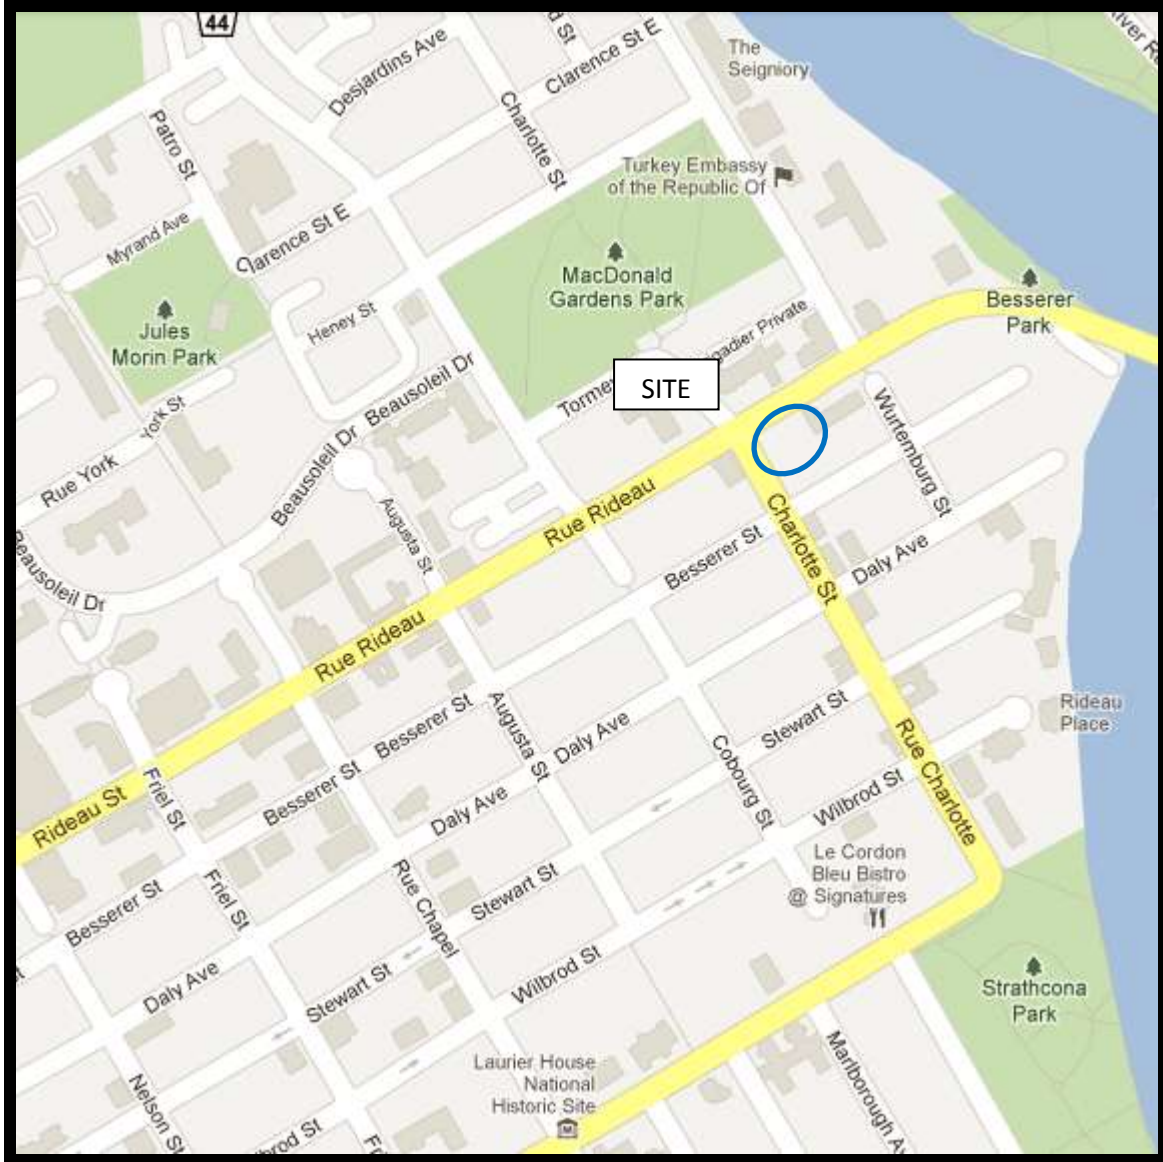 44
Desjardins Ave
Clarence St E
The
Seigniory
Patro St
Charlotte St
Turkey Embassy
of the Republic Of
Myrand Ave
Clarence St E
MacDonald
Gardens Park
Besserer
Park
Jules
Morin Park
Heney St
Beausoleil Dr
SITE
York St
Rue York
Beausoleil Dr
Wurtemburg St
Augusta St
Rue Rideau
Charlotte St
Besserer St
Daly Ave
Beausoleil Dr
Rue Rideau
Augusta St
Besserer St
Daly Ave
Cobourg St
Stewart St
Rue Charlotte
Rideau
Place
Friel St
Besserer St
Rideau St
Daly Ave
Wilbrod St
Le Cordon
Bleu Bistro
@ Signatures
Rue Chapel
Stewart St
Friel St
Besserer St
Daly Ave
Stewart St
Wilbrod St
Strathcona
Park
Laurier House
National
Historic Site
Nelson St